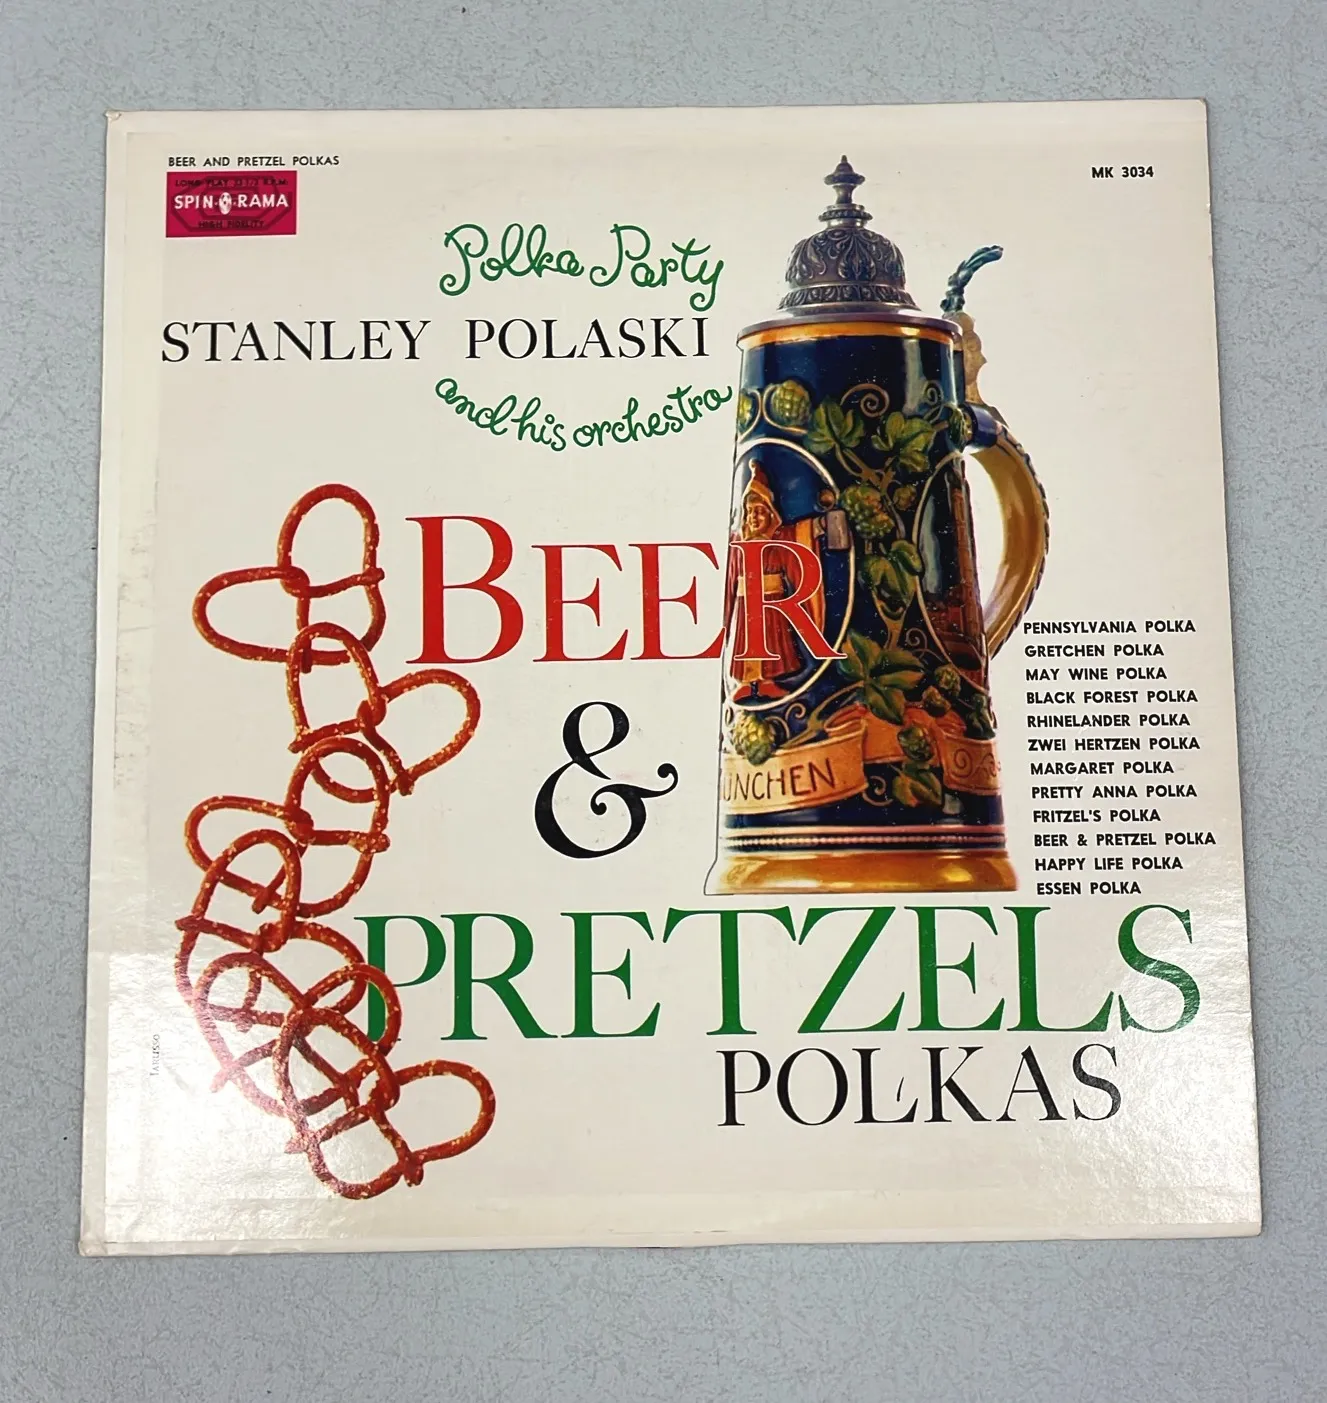 BEER AND PRETZEL POLKAS
LONG PLAY 33 1/3 R.P.M.
SPIN-O-RAMA
HIGH FIDELITY
MK 3034
Polka Party
STANLEY POLASKI
and his orchestra
BEER
&
PRETZELS
POLKAS
ÜNCHEN
PENNSYLVANIA POLKA
GRETCHEN POLKA
MAY WINE POLKA
BLACK FOREST POLKA
RHINELANDER POLKA
ZWEI HERTZEN POLKA
MARGARET POLKA
PRETTY ANNA POLKA
FRITZEL'S POLKA
BEER & PRETZEL POLKA
HAPPY LIFE POLKA
ESSEN POLKA